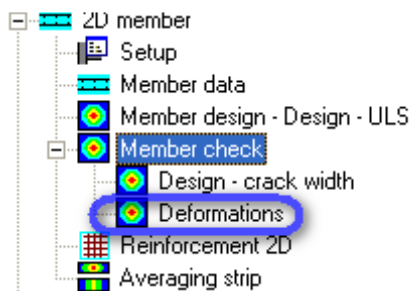 2D member
Setup
Member data
Member design - Design - ULS
Member check
Design - crack width
Deformations
Reinforcement 2D
Averaging strip